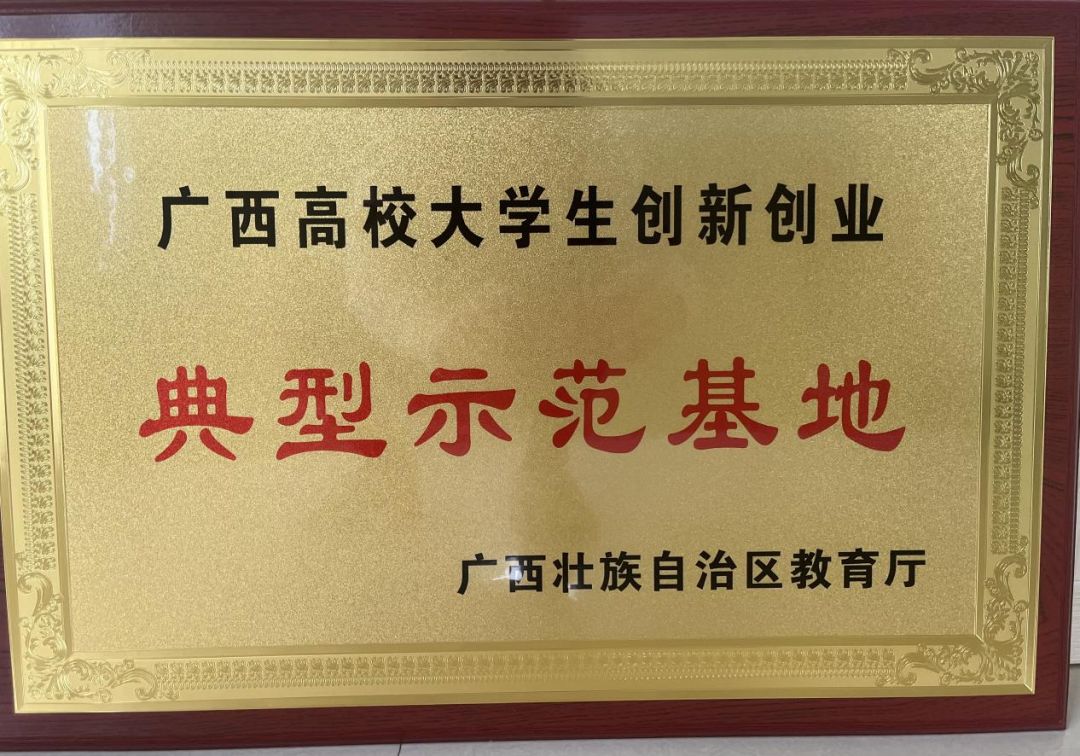 广西高校大学生创新创业
典型示范基地
广西壮族自治区教育厅